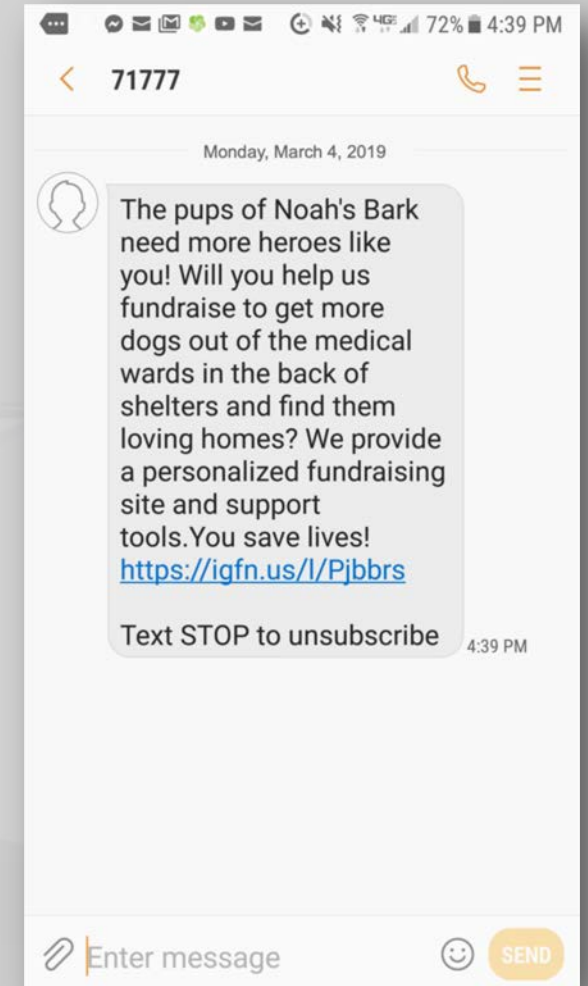 4GE 72% 4:39 PM
71777
Monday, March 4, 2019
The pups of Noah's Bark
need more heroes like
you! Will you help us
fundraise to get more
dogs out of the medical
wards in the back of
shelters and find them
loving homes? We provide
a personalized fundraising
site and support
tools.You save lives!
https://igfn.us/l/Pjbbrs
Text STOP to unsubscribe
4:39 PM
Enter message
SEND